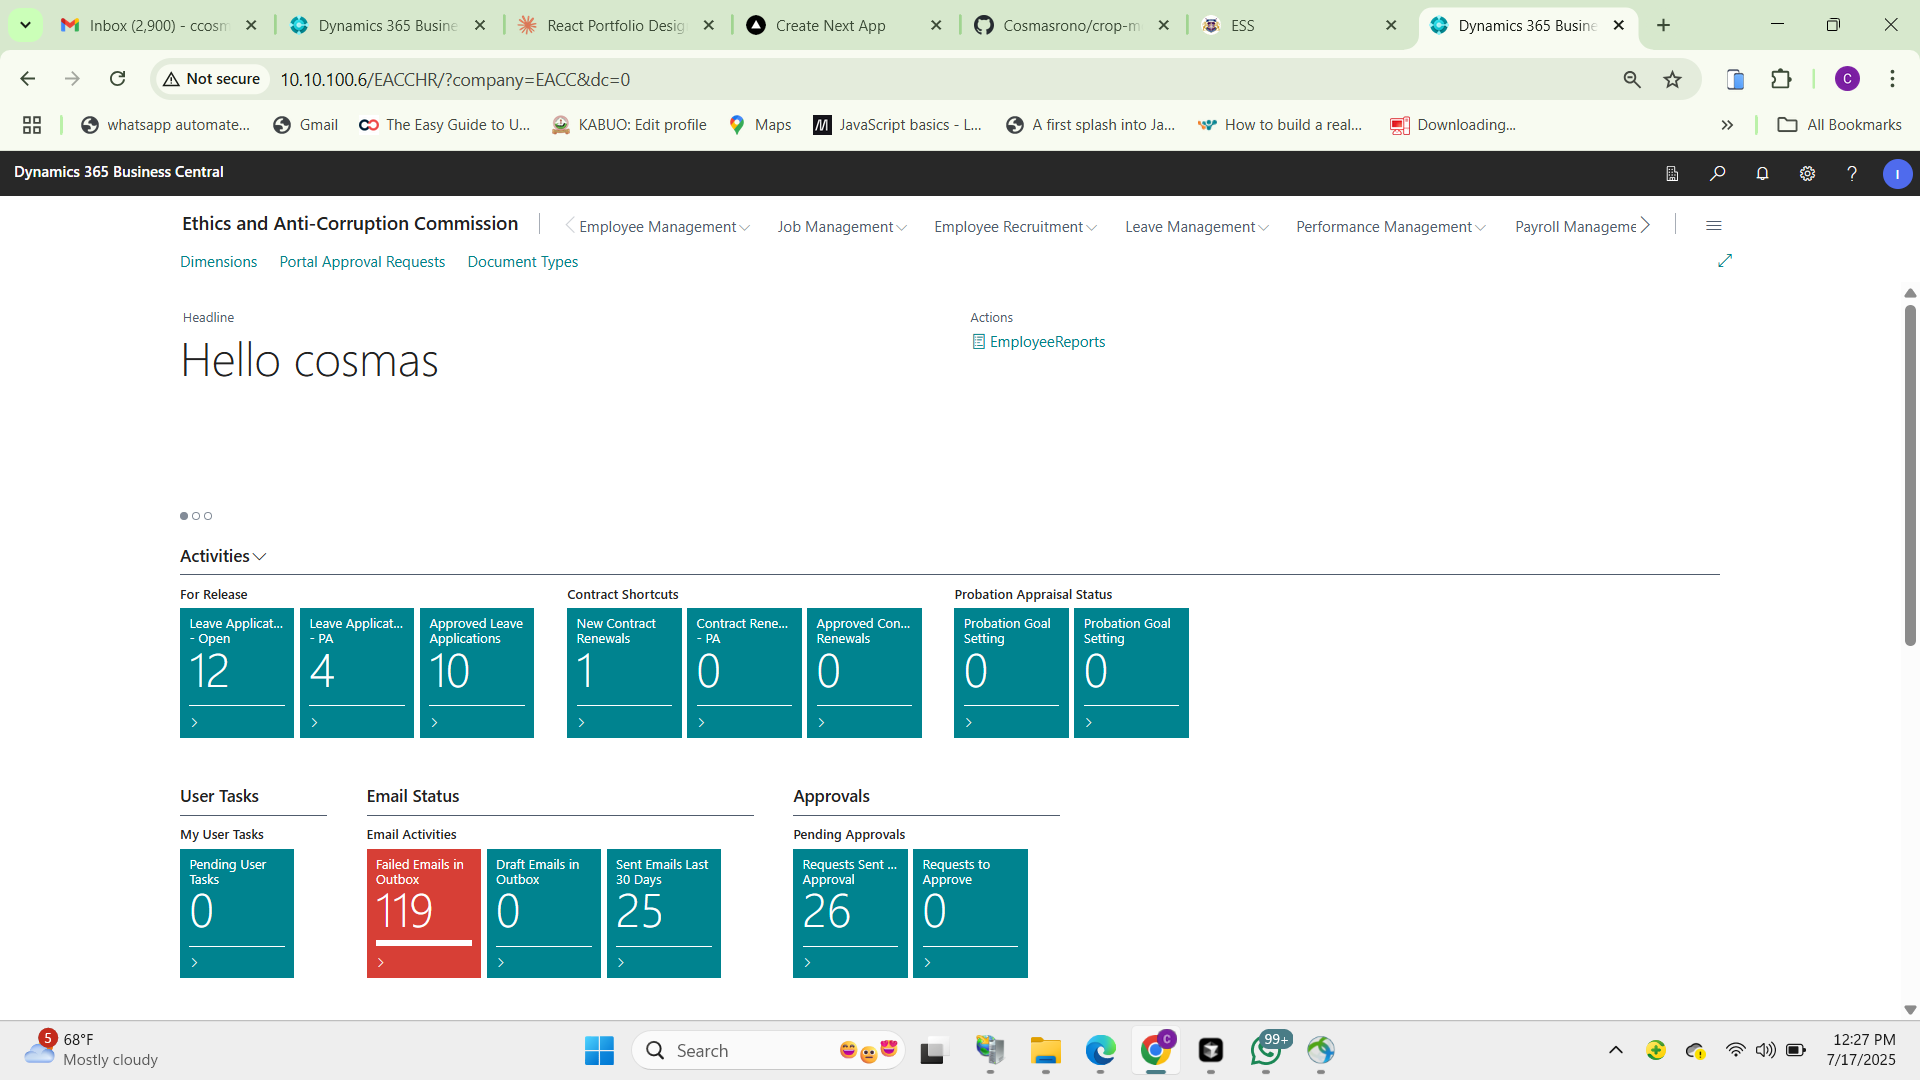 Inbox (2,900) - ccosm
Dynamics 365 Busine
React Portfolio Desig
Create Next App
Cosmasrono/crop-m
ESS
Dynamics 365 Busine
Not secure
10.10.100.6/EACCHR/?company=EACC&dc=0
C
whatsapp automate...
Gmail
The Easy Guide to U...
KABUO: Edit profile
Maps
JavaScript basics - L...
A first splash into Ja...
How to build a real...
Downloading...
All Bookmarks
Dynamics 365 Business Central
I
Ethics and Anti-Corruption Commission
Employee Management
Job Management
Employee Recruitment
Leave Management
Performance Management
Payroll Manageme
Dimensions
Portal Approval Requests
Document Types
Headline
Actions
Hello cosmas
EmployeeReports
Activities
For Release
Contract Shortcuts
Probation Appraisal Status
Leave Applicat...
- Open
12
Leave Applicat...
- PA
4
Approved Leave
Applications
10
New Contract
Renewals
1
Contract Rene...
- PA
0
Approved Con...
Renewals
0
Probation Goal
Setting
0
Probation Goal
Setting
0
User Tasks
Email Status
Approvals
My User Tasks
Email Activities
Pending Approvals
Pending User
Tasks
0
Failed Emails in
Outbox
119
Draft Emails in
Outbox
0
Sent Emails Last
30 Days
25
Requests Sent ...
Approval
26
Requests to
Approve
0
5
68°F
Mostly cloudy
Search
C
99+
12:27 PM
7/17/2025